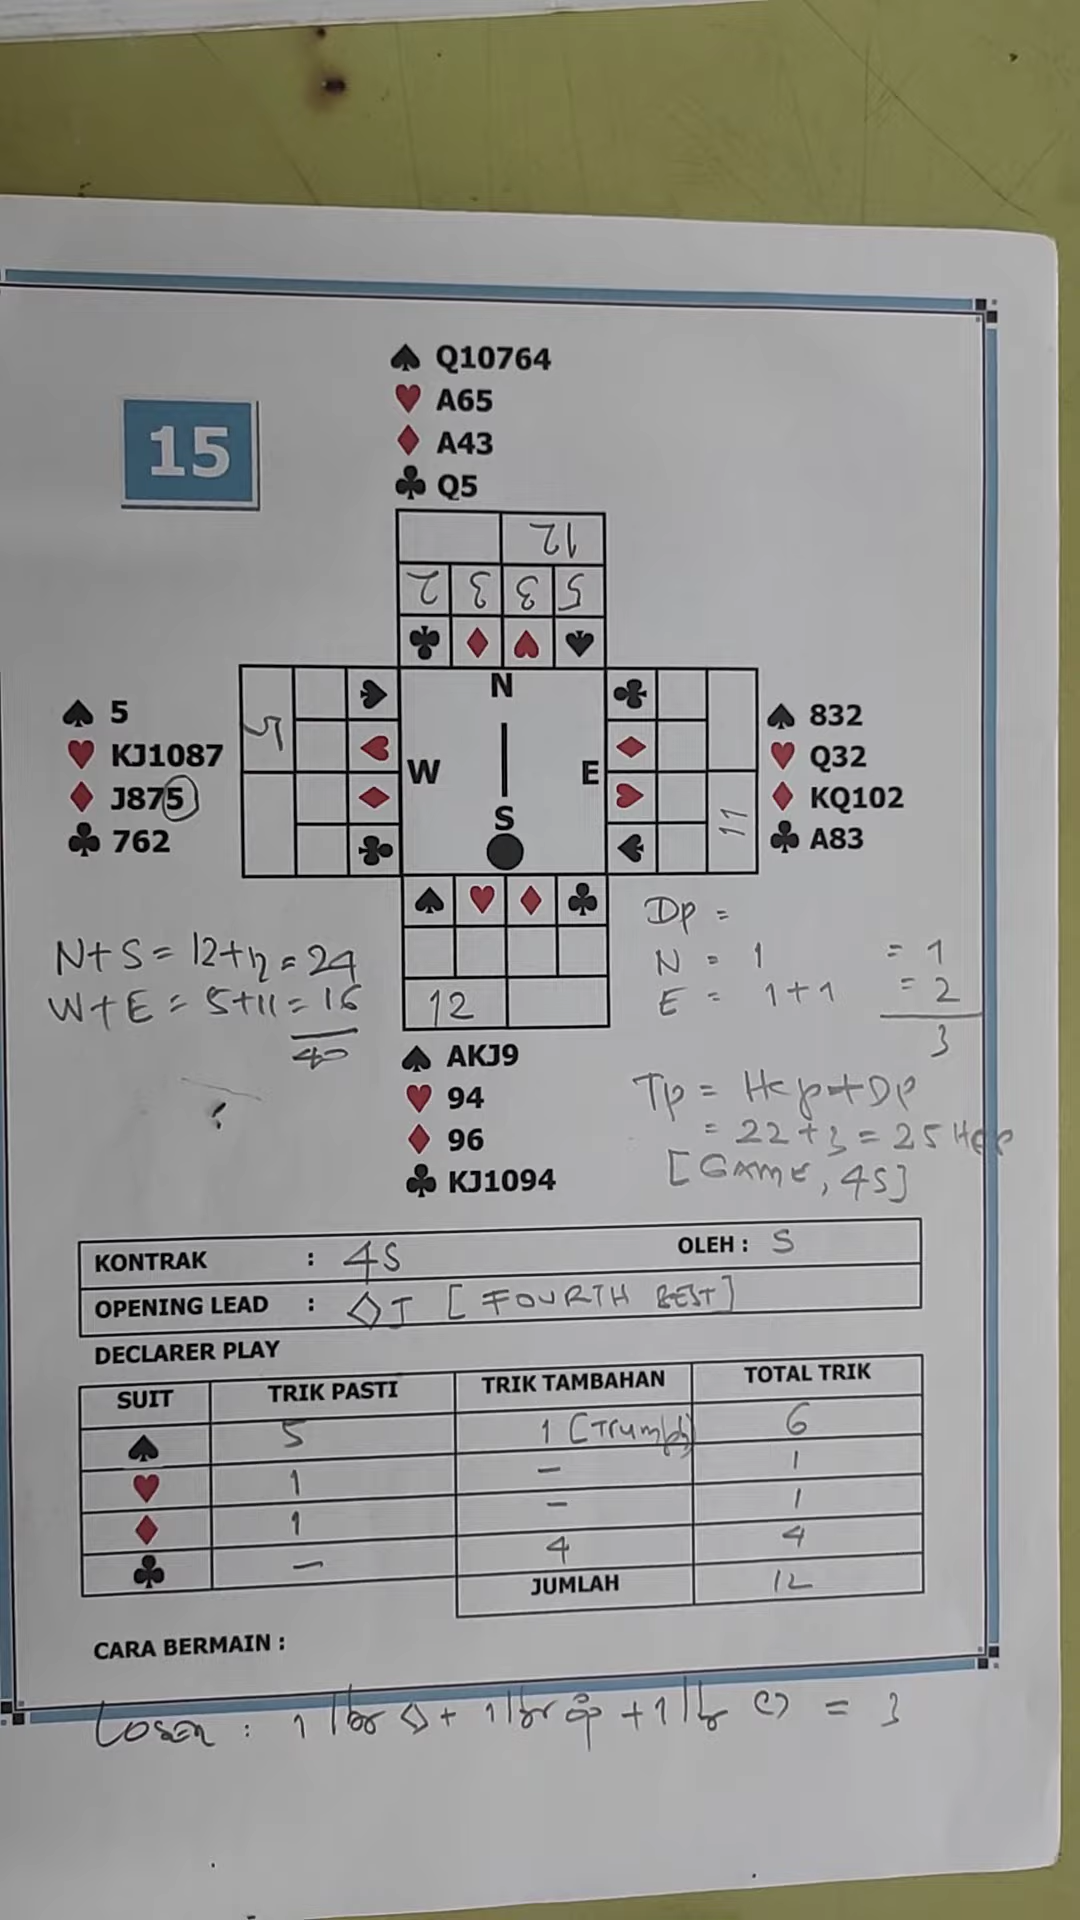 ♠ Q10764
♥ A65
15
♦ A43
♣ Q5
12
2 3 3 5
♣ ♦ ♥ ♠
N
W E
S
♠ 5
♥ KJ1087
♦ J875
♣ 762
5
♠
♥
♦
♣
♣
♦
♥
♠
11
♠ 832
♥ Q32
♦ KQ102
♣ A83
♠ ♥ ♦ ♣
12
N+S = 12+12 = 24
W+E = 5+11 = 16
40
Dp =
N = 1 = 1
E = 1+1 = 2
3
♠ AKJ9
♥ 94
♦ 96
♣ KJ1094
Tp = Hcp+DP
= 22+3 = 25 Hcp
[GAME, 4S]
KONTRAK : 4S OLEH : S
OPENING LEAD : ◇J [FOURTH BEST]
DECLARER PLAY
SUIT TRIK PASTI TRIK TAMBAHAN TOTAL TRIK
♠ 5 1 [Trump] 6
♥ 1 – 1
♦ 1 – 1
♣ – 4 4
JUMLAH 12
CARA BERMAIN :
Loser : 1 ◇ + 1 + 1 = 3